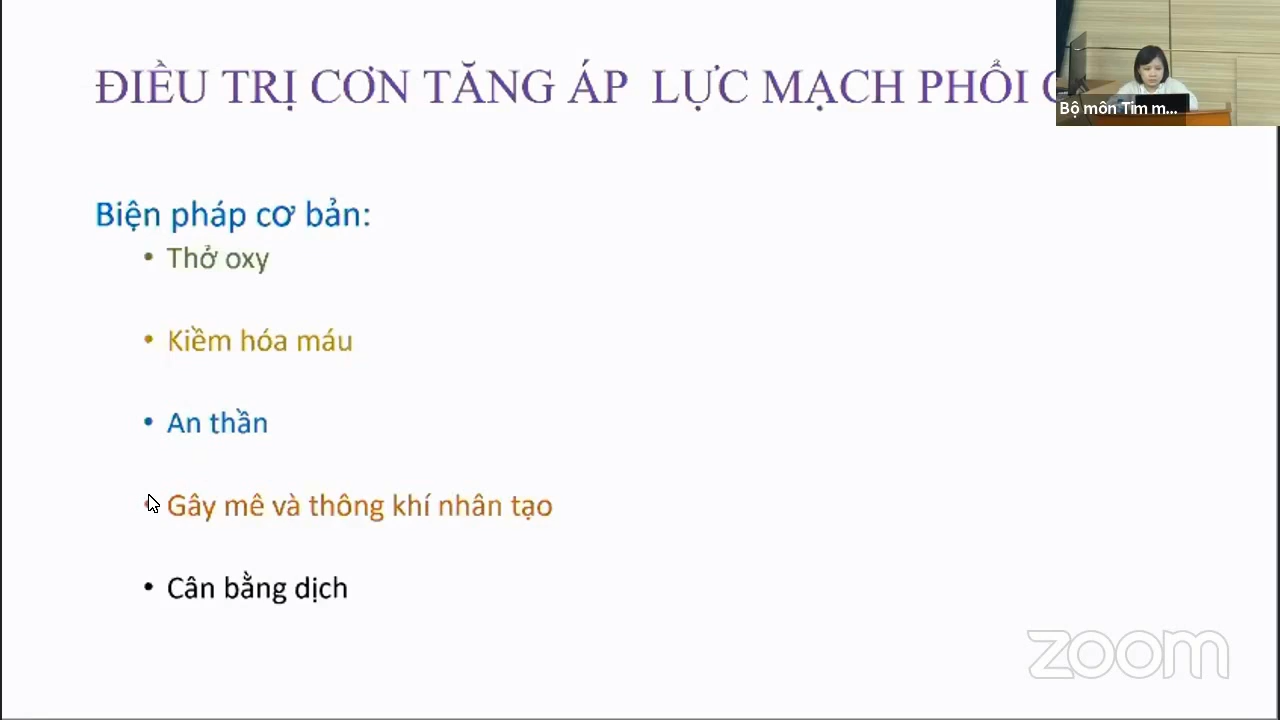 ĐIỀU TRỊ CƠN TĂNG ÁP LỰC MẠCH PHỔI
Bộ môn Tim m...
Biện pháp cơ bản:
• Thở oxy
• Kiềm hóa máu
• An thần
• Gây mê và thông khí nhân tạo
• Cân bằng dịch
zoom